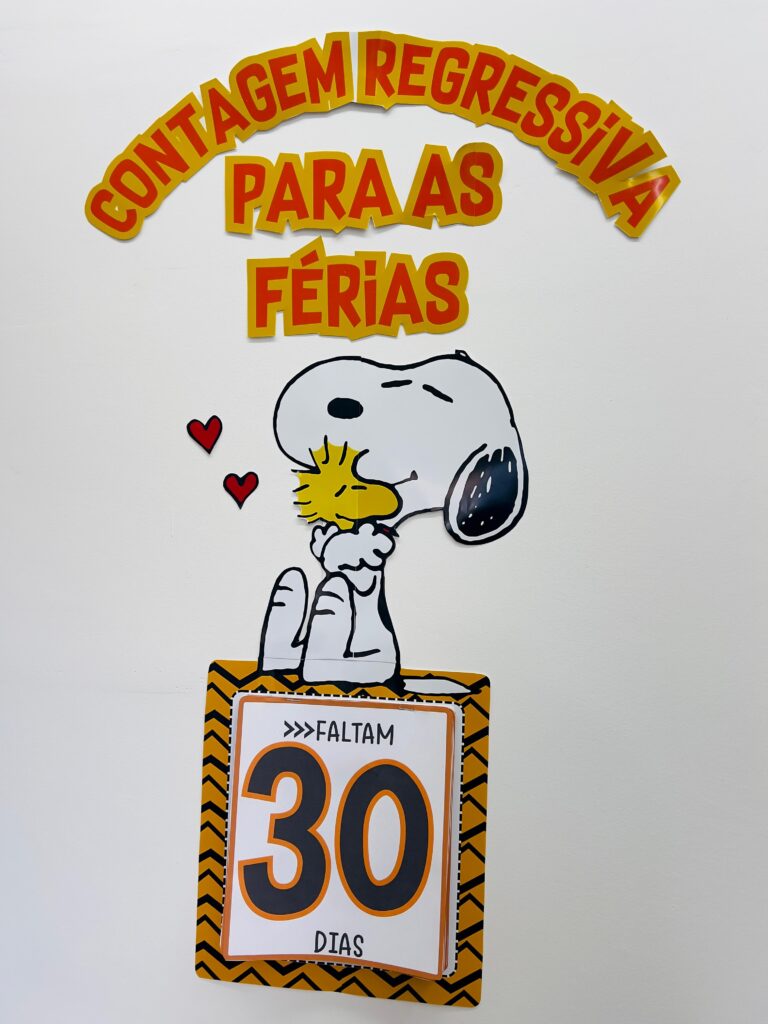 CONTAGEM REGRESSIVA
PARA AS
FÉRIAS
>>>FALTAM
30
DIAS